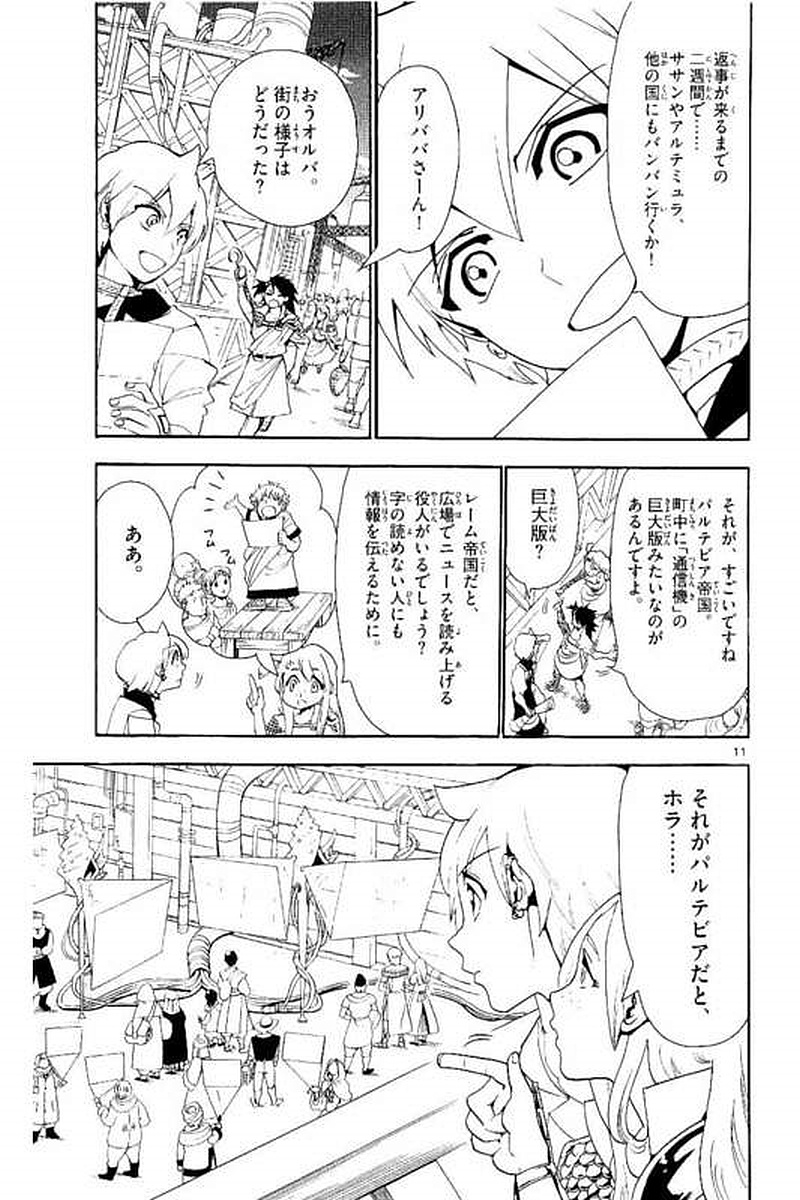 返事が来るまでの
二週間で……
ササンやアルテミュラ、
他の国にもバンバン行くか!
アリババさーん!
おうオルバ。
街の様子は
どうだった?
それが、すごいですね
パルテビア帝国。
町中に「通信機」の
巨大版みたいなのが
あるんですよ。
巨大版?
レーム帝国だと、
広場でニュースを読み上げる
役人がいるでしょう?
字の読めない人にも
情報を伝えるために。
フム
フム
ああ。
11
それがパルテビアだと、
ホラ……